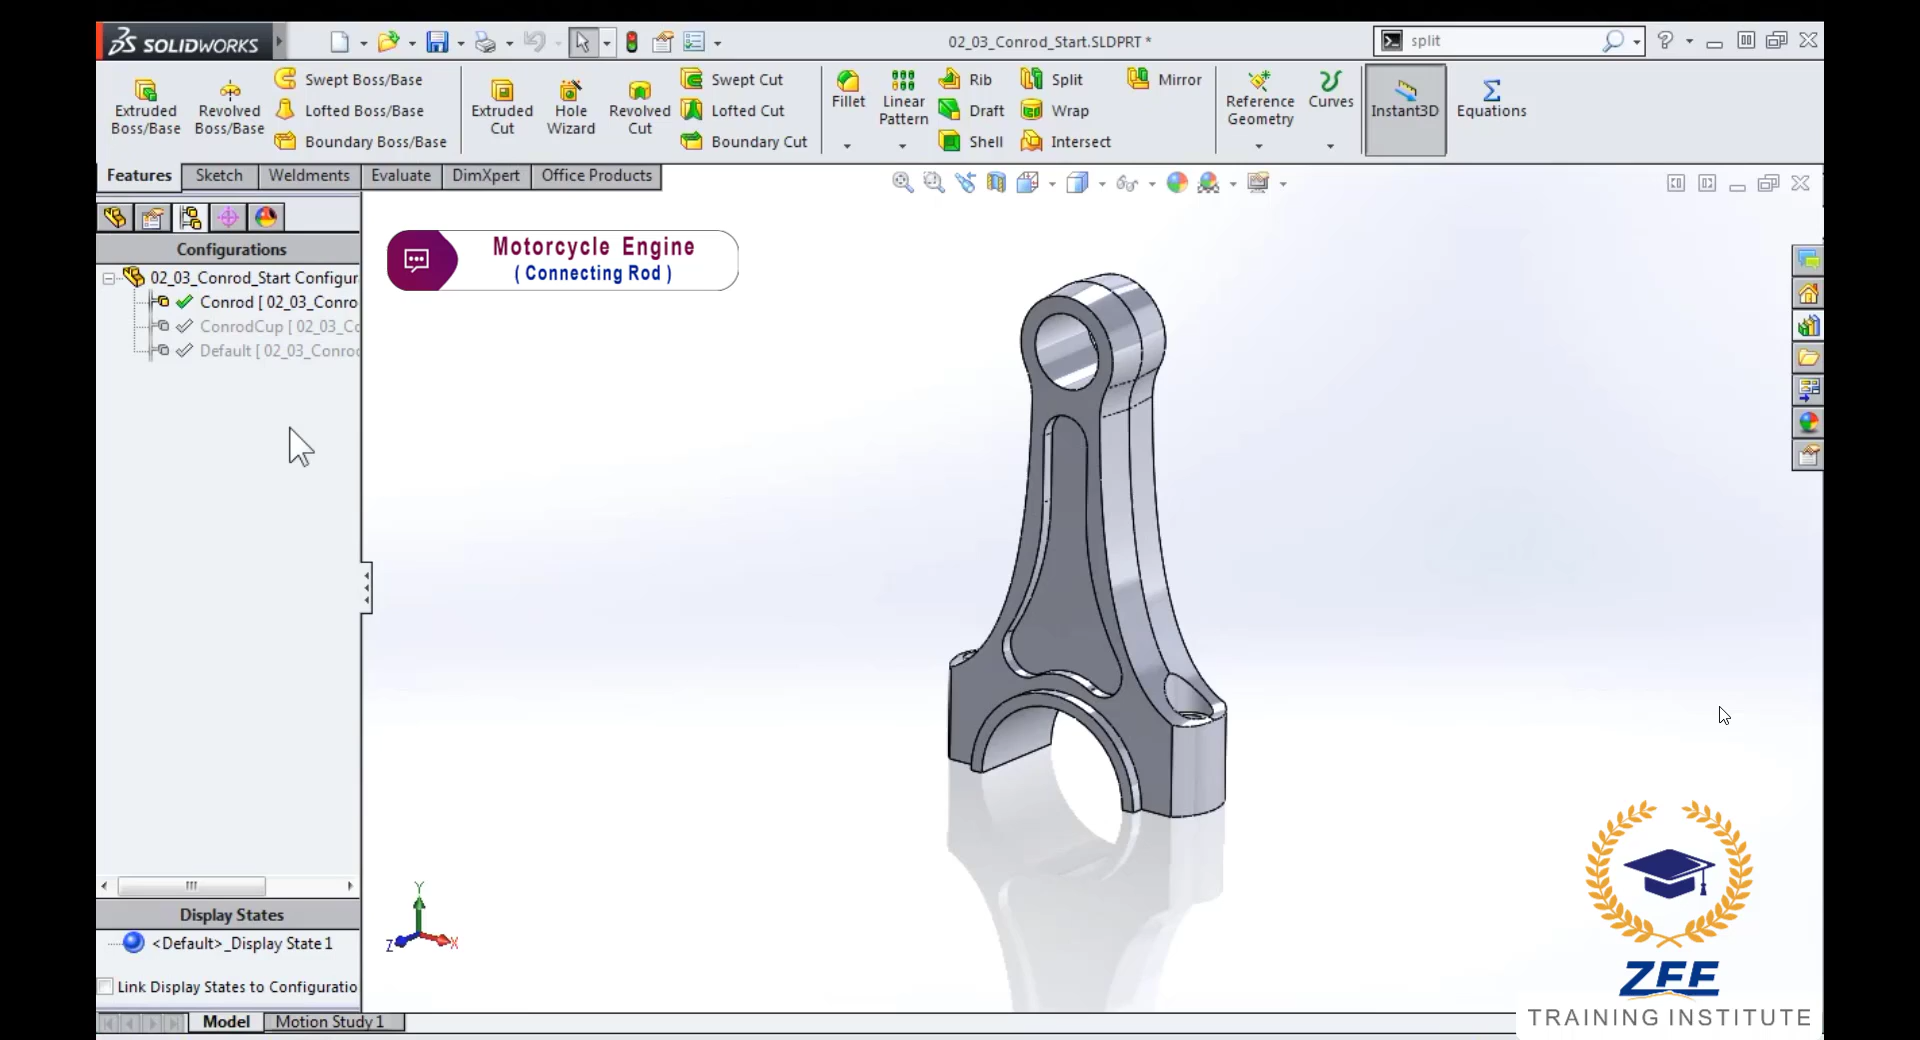 SOLIDWORKS
02_03_Conrod_Start.SLDPRT *
split
Extruded Boss/Base
Revolved Boss/Base
Swept Boss/Base
Lofted Boss/Base
Boundary Boss/Base
Extruded Cut
Hole Wizard
Revolved Cut
Swept Cut
Lofted Cut
Boundary Cut
Fillet
Linear Pattern
Rib
Draft
Shell
Split
Wrap
Intersect
Mirror
Reference Geometry
Curves
Instant3D
Equations
Features
Sketch
Weldments
Evaluate
DimXpert
Office Products
Configurations
02_03_Conrod_Start Configur
Conrod [ 02_03_Conro
ConrodCup [ 02_03_Co
Default [ 02_03_Conrod
Motorcycle Engine
( Connecting Rod )
Display States
<Default>_Display State 1
Link Display States to Configuratio
Model
Motion Study 1
Y
Z
X
ZEE
TRAINING INSTITUTE